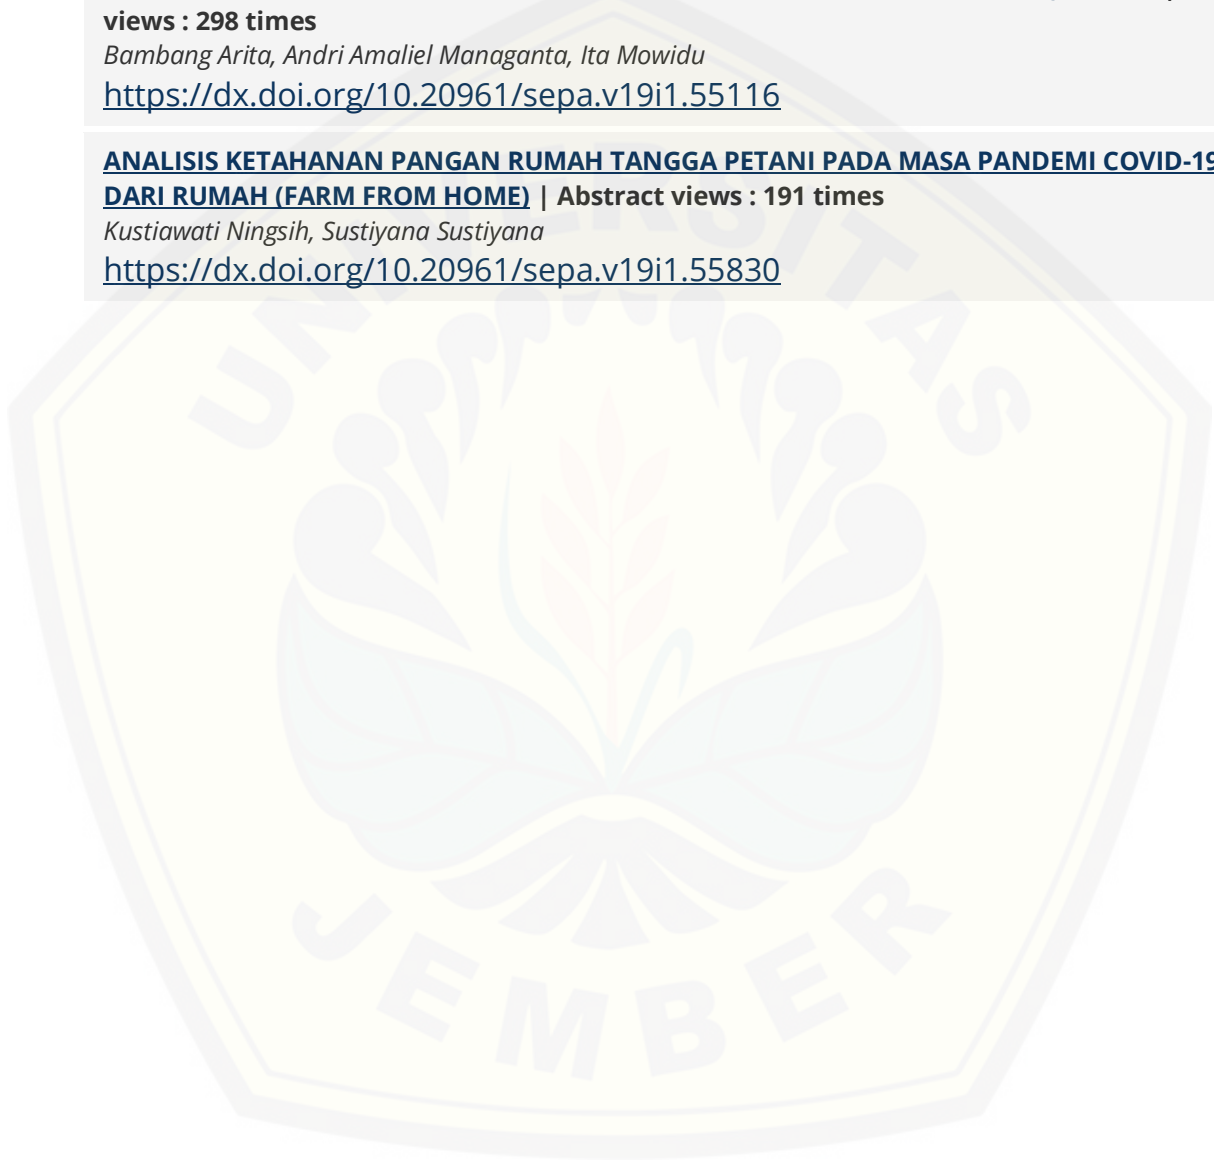 views : 298 times
Bambang Arita, Andri Amaliel Managanta, Ita Mowidu
https://dx.doi.org/10.20961/sepa.v19i1.55116
ANALISIS KETAHANAN PANGAN RUMAH TANGGA PETANI PADA MASA PANDEMI COVID-19
DARI RUMAH (FARM FROM HOME) | Abstract views : 191 times
Kustiawati Ningsih, Sustiyana Sustiyana
https://dx.doi.org/10.20961/sepa.v19i1.55830
UNIVERSITAS
JEMBER